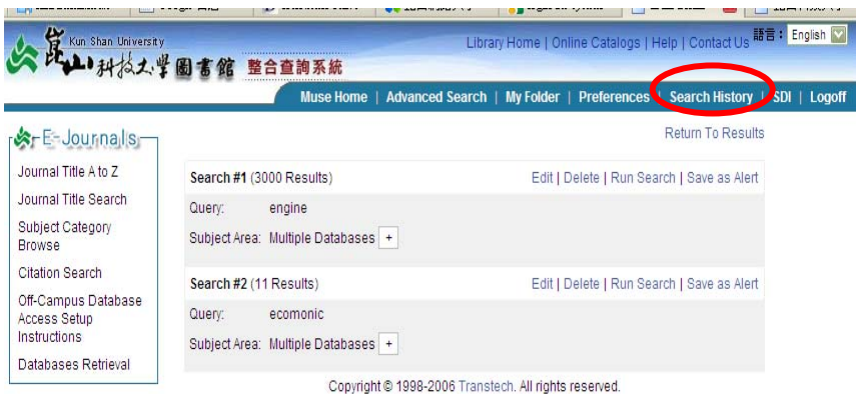 Kun Shan University
崑山科技大學圖書館 整合查詢系統
Library Home | Online Catalogs | Help | Contact Us 語言： English
Muse Home | Advanced Search | My Folder | Preferences | Search History | SDI | Logoff
E-Journals
Return To Results
Journal Title A to Z
Journal Title Search
Subject Category
Browse
Citation Search
Off-Campus Database
Access Setup
Instructions
Databases Retrieval
Search #1 (3000 Results) Edit | Delete | Run Search | Save as Alert
Query: engine
Subject Area: Multiple Databases +
Search #2 (11 Results) Edit | Delete | Run Search | Save as Alert
Query: ecomonic
Subject Area: Multiple Databases +
Copyright © 1998-2006 Transtech. All rights reserved.